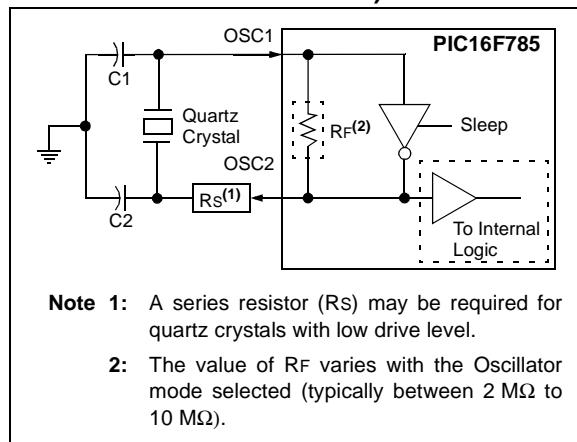 OSC1
PIC16F785
C1
Quartz
Crystal
RF(2)
Sleep
OSC2
RS(1)
C2
To Internal
Logic
Note 1: A series resistor (RS) may be required for
quartz crystals with low drive level.
2: The value of RF varies with the Oscillator
mode selected (typically between 2 MΩ to
10 MΩ).